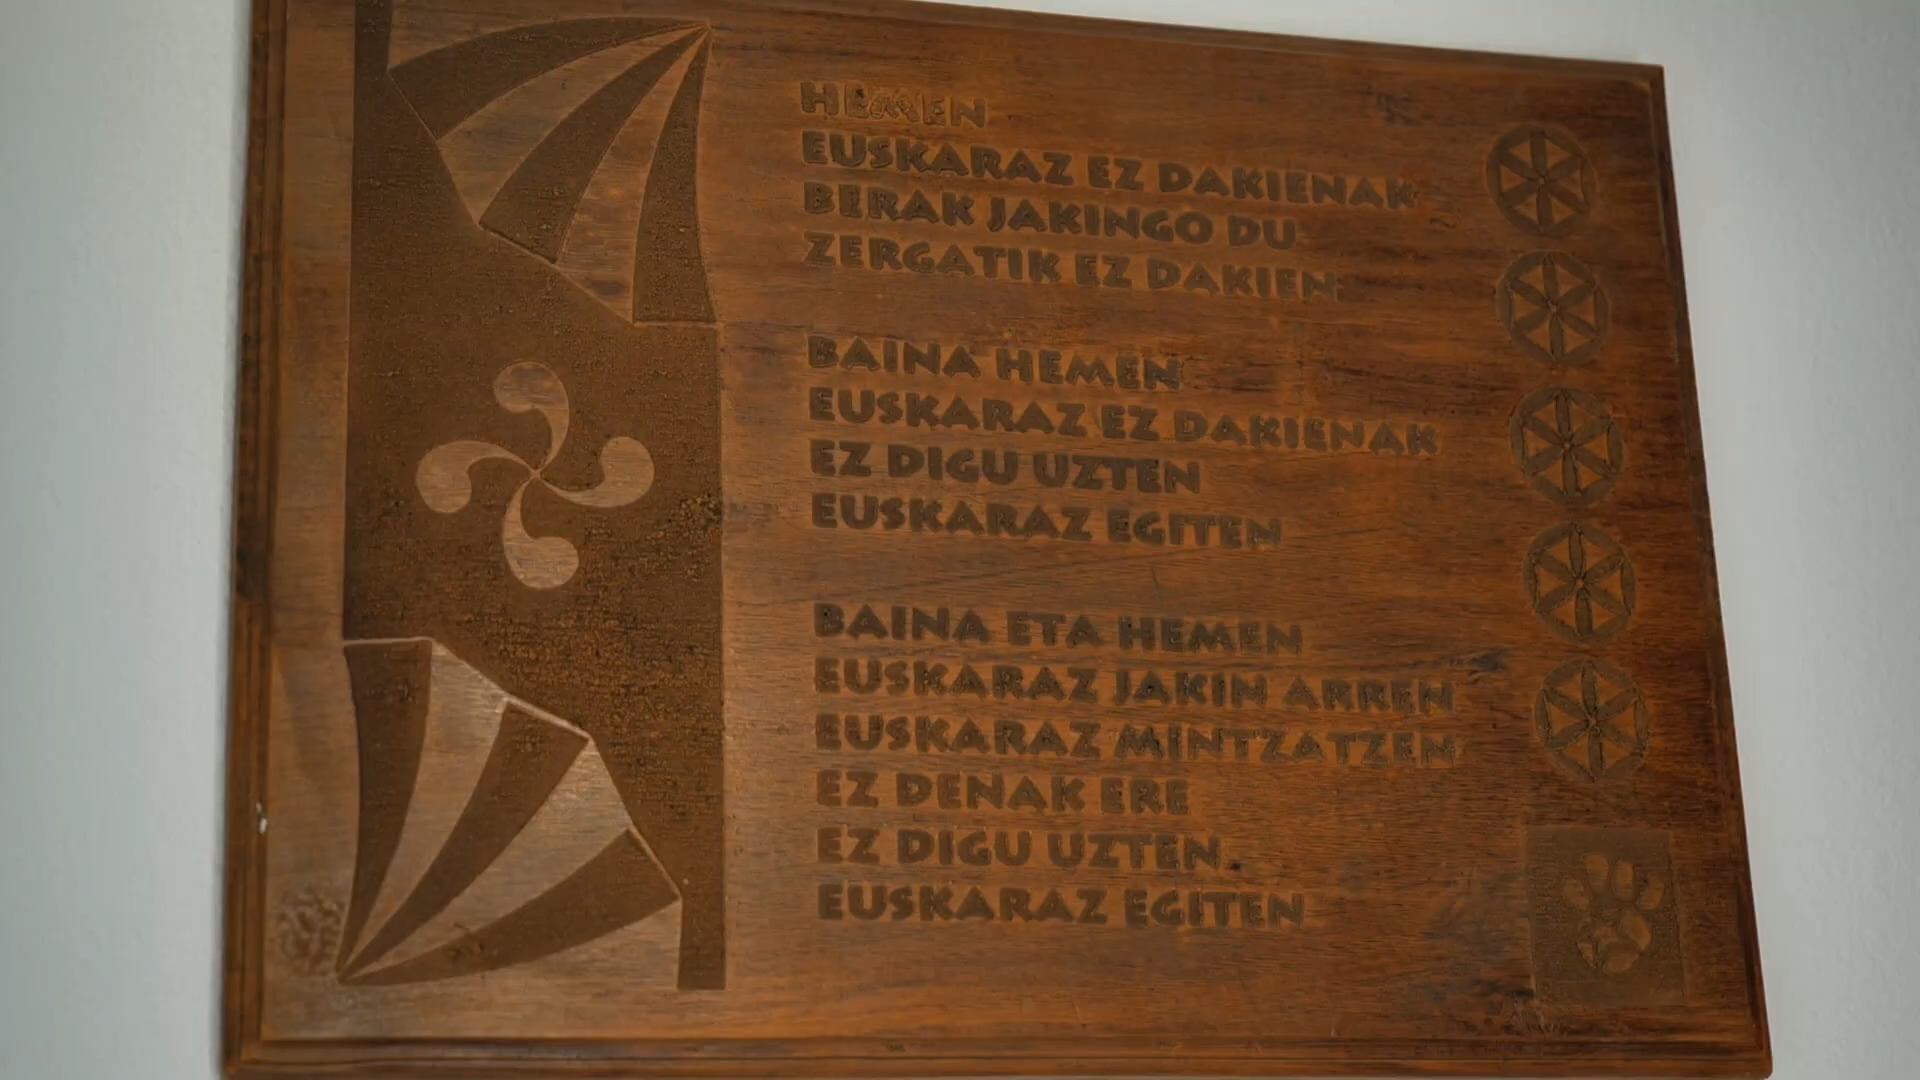 HEMEN
EUSKARAZ EZ DAKIENAK
BERAK JAKINGO DU
ZERGATIK EZ DAKIEN
BAINA HEMEN
EUSKARAZ EZ DAKIENAK
EZ DIGU UZTEN
EUSKARAZ EGITEN
BAINA ETA HEMEN
EUSKARAZ JAKIN ARREN
EUSKARAZ MINTZATZEN
EZ DENAK ERE
EZ DIGU UZTEN
EUSKARAZ EGITEN